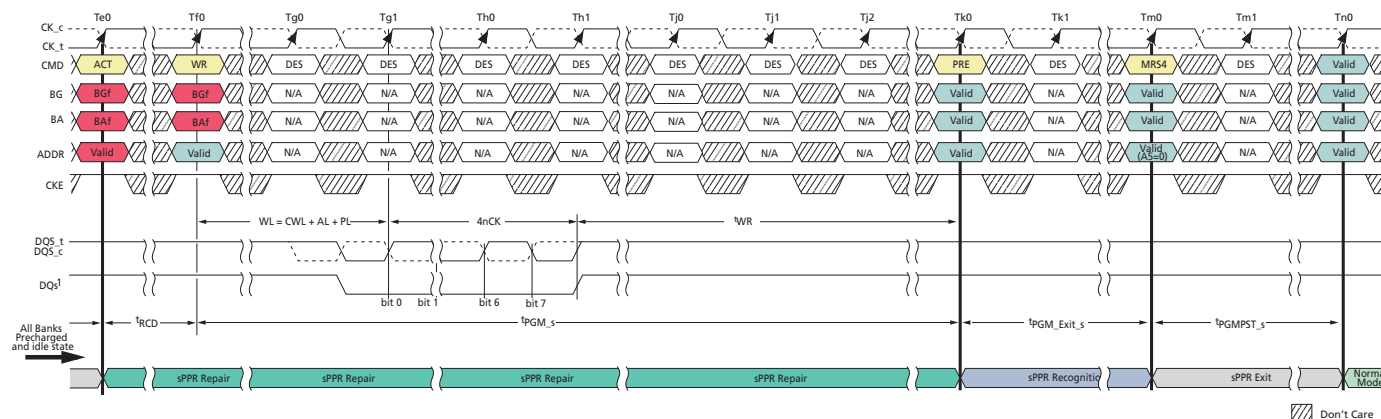 Te0 Tf0 Tg0 Tg1 Th0 Th1 Tj0 Tj1 Tj2 Tk0 Tk1 Tm0 Tm1 Tn0
CK_c
CK_t
CMD ACT WR DES DES DES DES DES DES DES PRE DES MRS4 DES Valid
BG BGf BGf N/A N/A N/A N/A N/A N/A N/A Valid N/A Valid N/A Valid
BA BAf BAf N/A N/A N/A N/A N/A N/A N/A Valid N/A Valid N/A Valid
ADDR Valid Valid N/A N/A N/A N/A N/A N/A N/A Valid N/A Valid (A5=0) N/A Valid
CKE
WL = CWL + AL + PL 4nCK tWR
DQS_t
DQS_c
DQs1
bit 0 bit 1 bit 6 bit 7
All Banks
Precharged
and idle state
tRCD tPGM_s tPGM_Exit_s tPGMPST_s
sPPR Repair sPPR Repair sPPR Repair sPPR Repair sPPR Recognitio sPPR Exit Norma
Mode
Don't Care